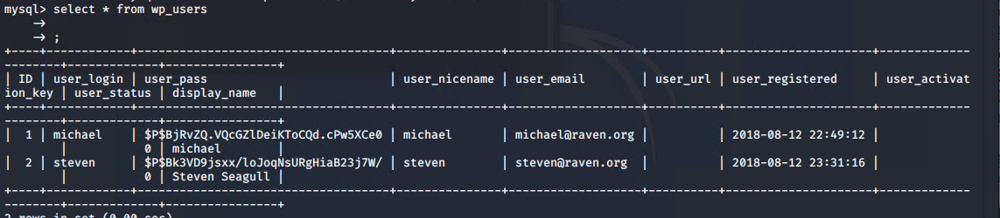 mysql> select * from wp_users
    → 
    → ;
+----+------------+------------------------------------+---------------+-------------------+----------+---------------------+-------------
--------+-------------+----------------+
| ID | user_login | user_pass                          | user_nicename | user_email        | user_url | user_registered     | user_activat
ion_key | user_status | display_name   |
+----+------------+------------------------------------+---------------+-------------------+----------+---------------------+-------------
--------+-------------+----------------+
|  1 | michael    | $P$BjRvZQ.VQcGZlDeiKToCQd.cPw5XCe0 | michael       | michael@raven.org |          | 2018-08-12 22:49:12 |
        |           0 | michael        |
|  2 | steven     | $P$Bk3VD9jsxx/loJoqNsURgHiaB23j7W/ | steven        | steven@raven.org  |          | 2018-08-12 23:31:16 |
        |           0 | Steven Seagull |
+----+------------+------------------------------------+---------------+-------------------+----------+---------------------+-------------
--------+-------------+----------------+
2 rows in set (0.00 sec)